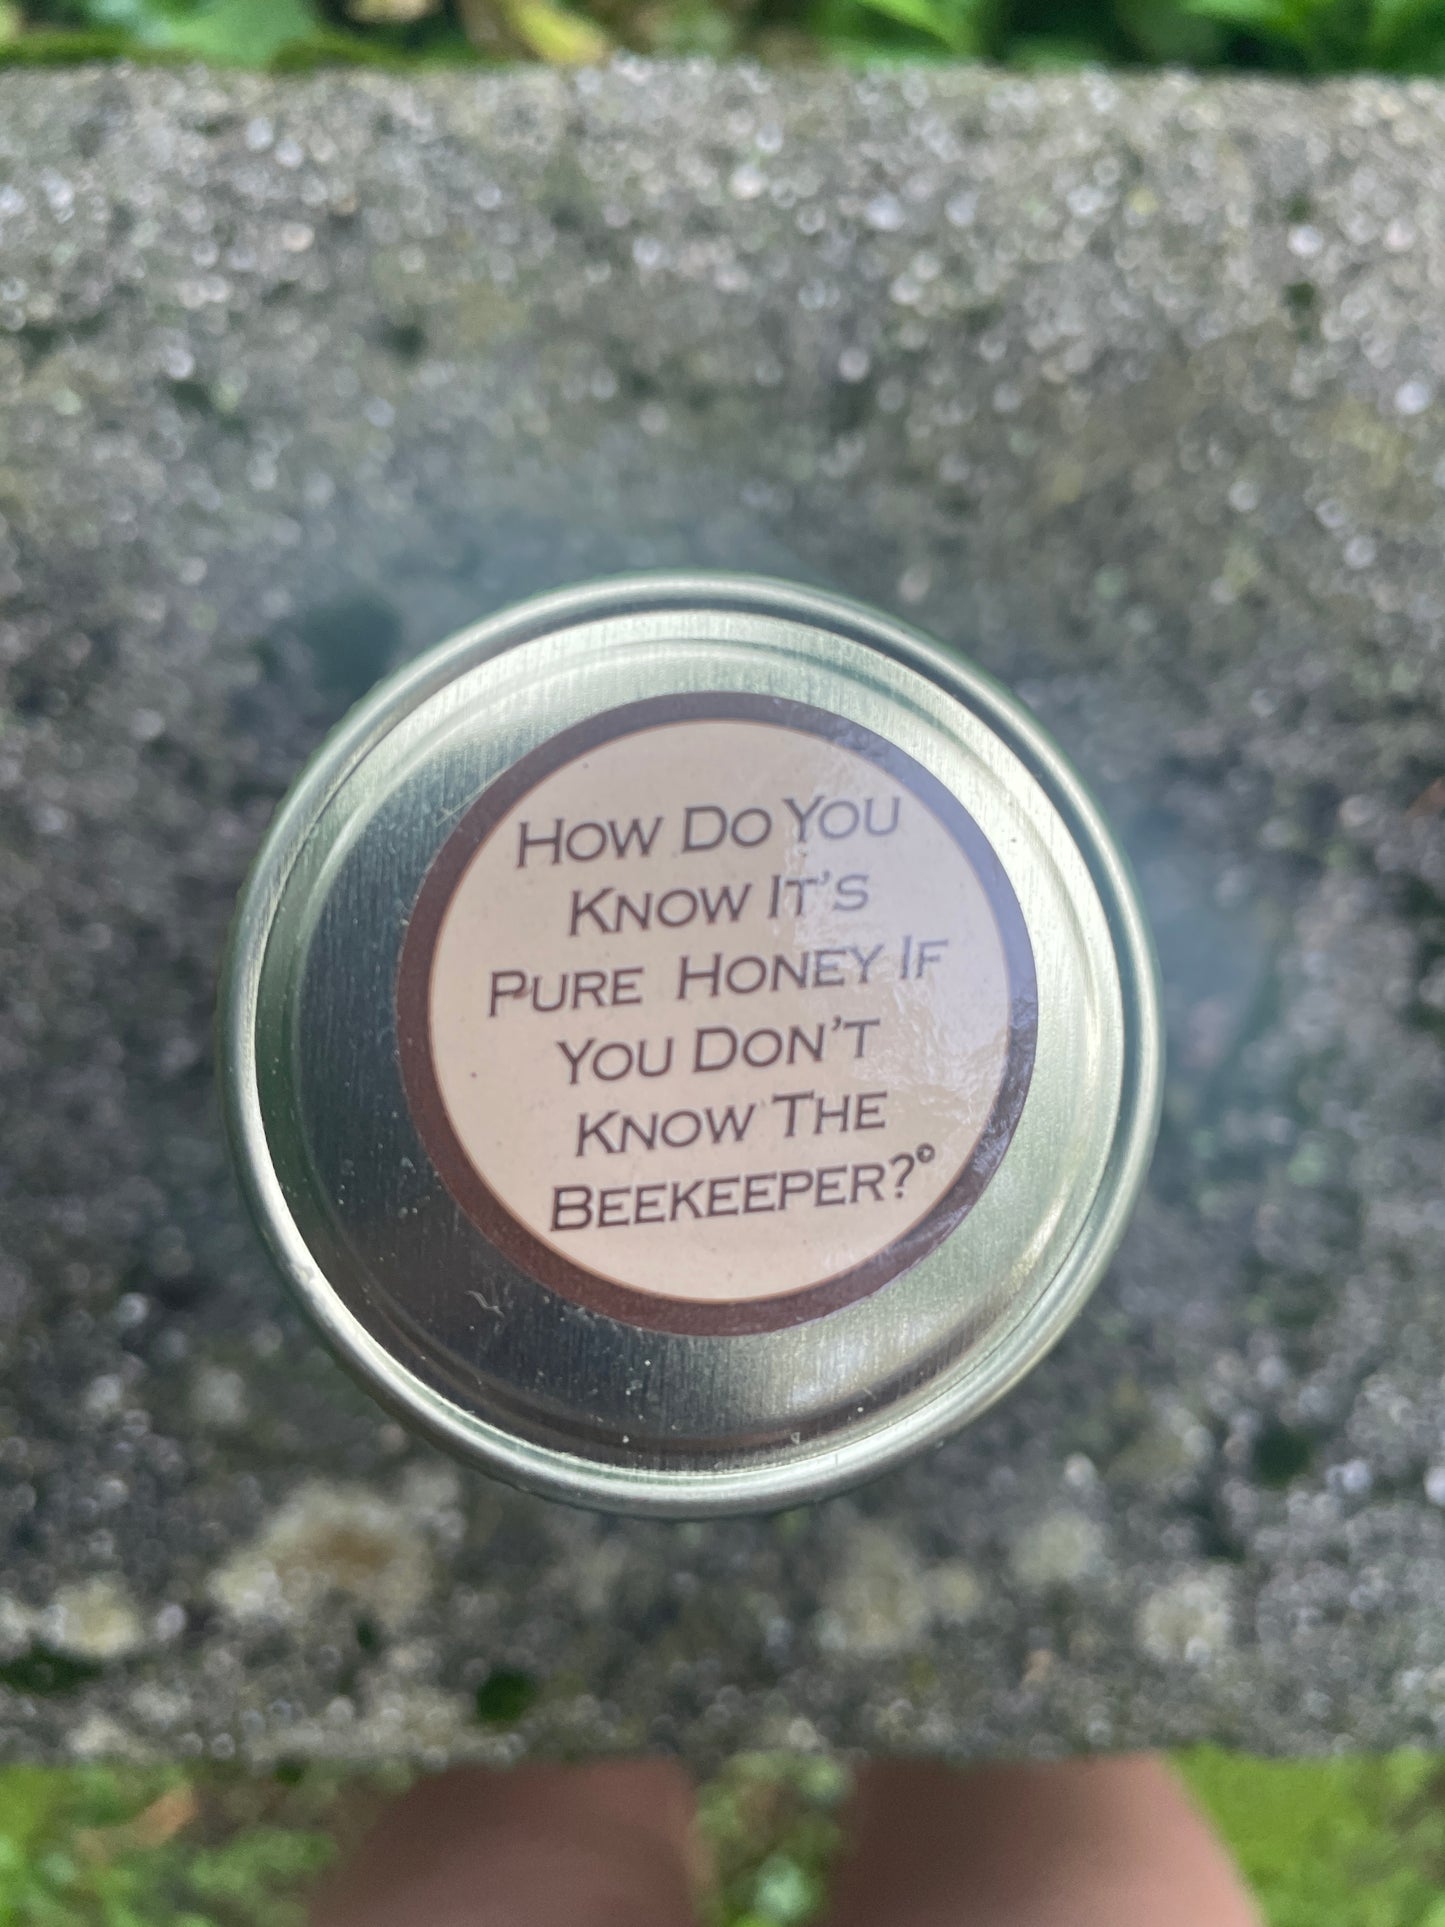 How Do You
Know It's
Pure Honey If
You Don't
Know The
Beekeeper?©